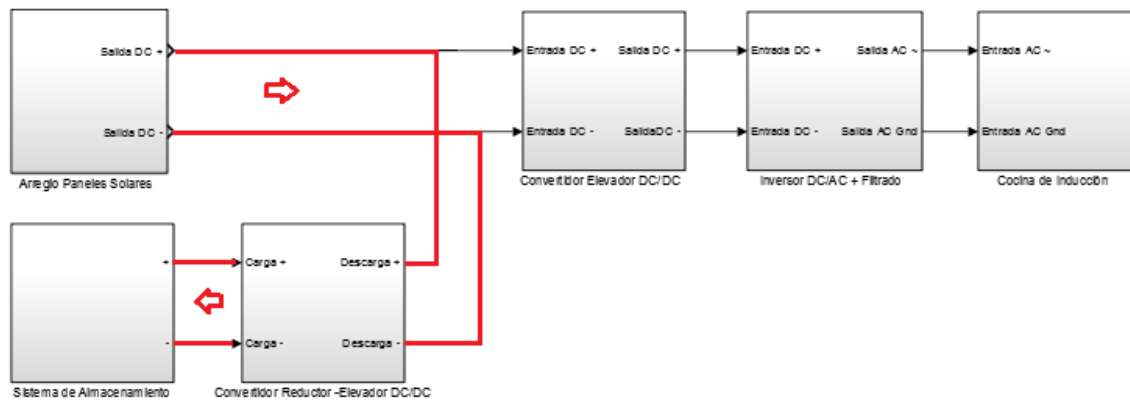 Salida DC +
Salida DC -
Arreglo Paneles Solares
Entrada DC +
Salida DC +
Entrada DC -
SalidaDC -
Convertidor Elevador DC/DC
Entrada DC +
Salida AC ~
Entrada DC -
Salida AC Gnd
Inversor DC/AC + Filtrado
Entrada AC ~
Entrada AC Gnd
Cocina de Inducción
+
-
Sistema de Almacenamiento
Carga +
Descarga +
Carga -
Descarga -
Convertidor Reductor -Elevador DC/DC